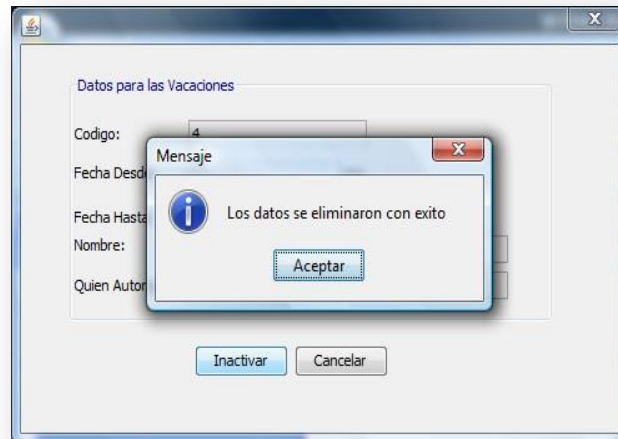 Datos para las Vacaciones
Codigo: 4
Mensaje
Fecha Desde
Los datos se eliminaron con exito
Fecha Hasta
Nombre:
Aceptar
Quien Autor
Inactivar Cancelar